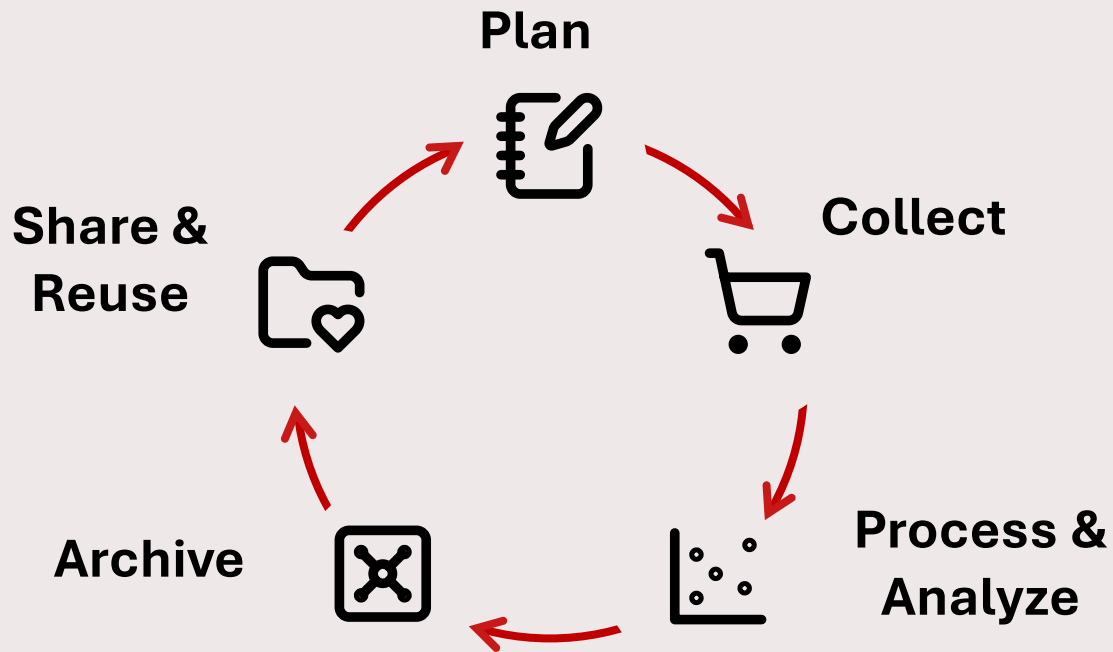 Plan
Collect
Process &
Analyze
Archive
Share &
Reuse